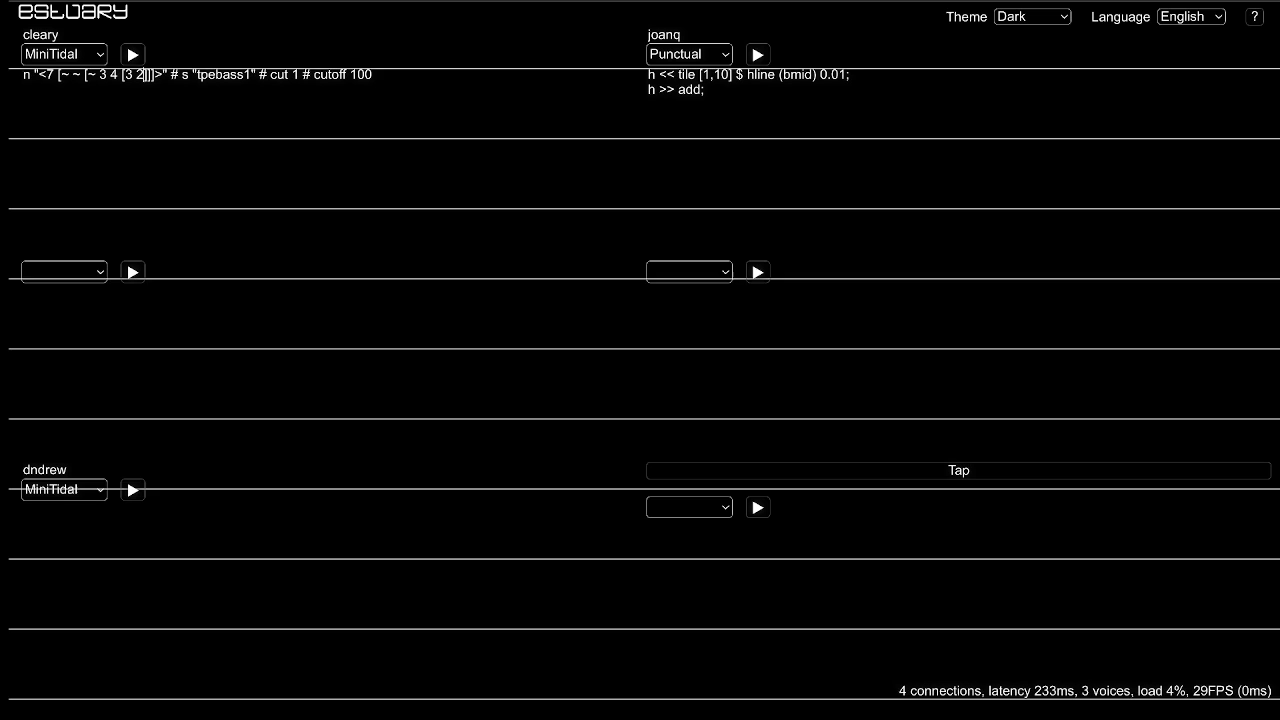 estuary
Theme Dark Language English ?
cleary
MiniTidal
n "<7 [~ ~ [~ 3 4 [3 2]]]>" # s "tpebass1" # cut 1 # cutoff 100
joanq
Punctual
h << tile [1,10] $ hline (bmid) 0.01;
h >> add;
dndrew
MiniTidal
Tap
4 connections, latency 233ms, 3 voices, load 4%, 29FPS (0ms)